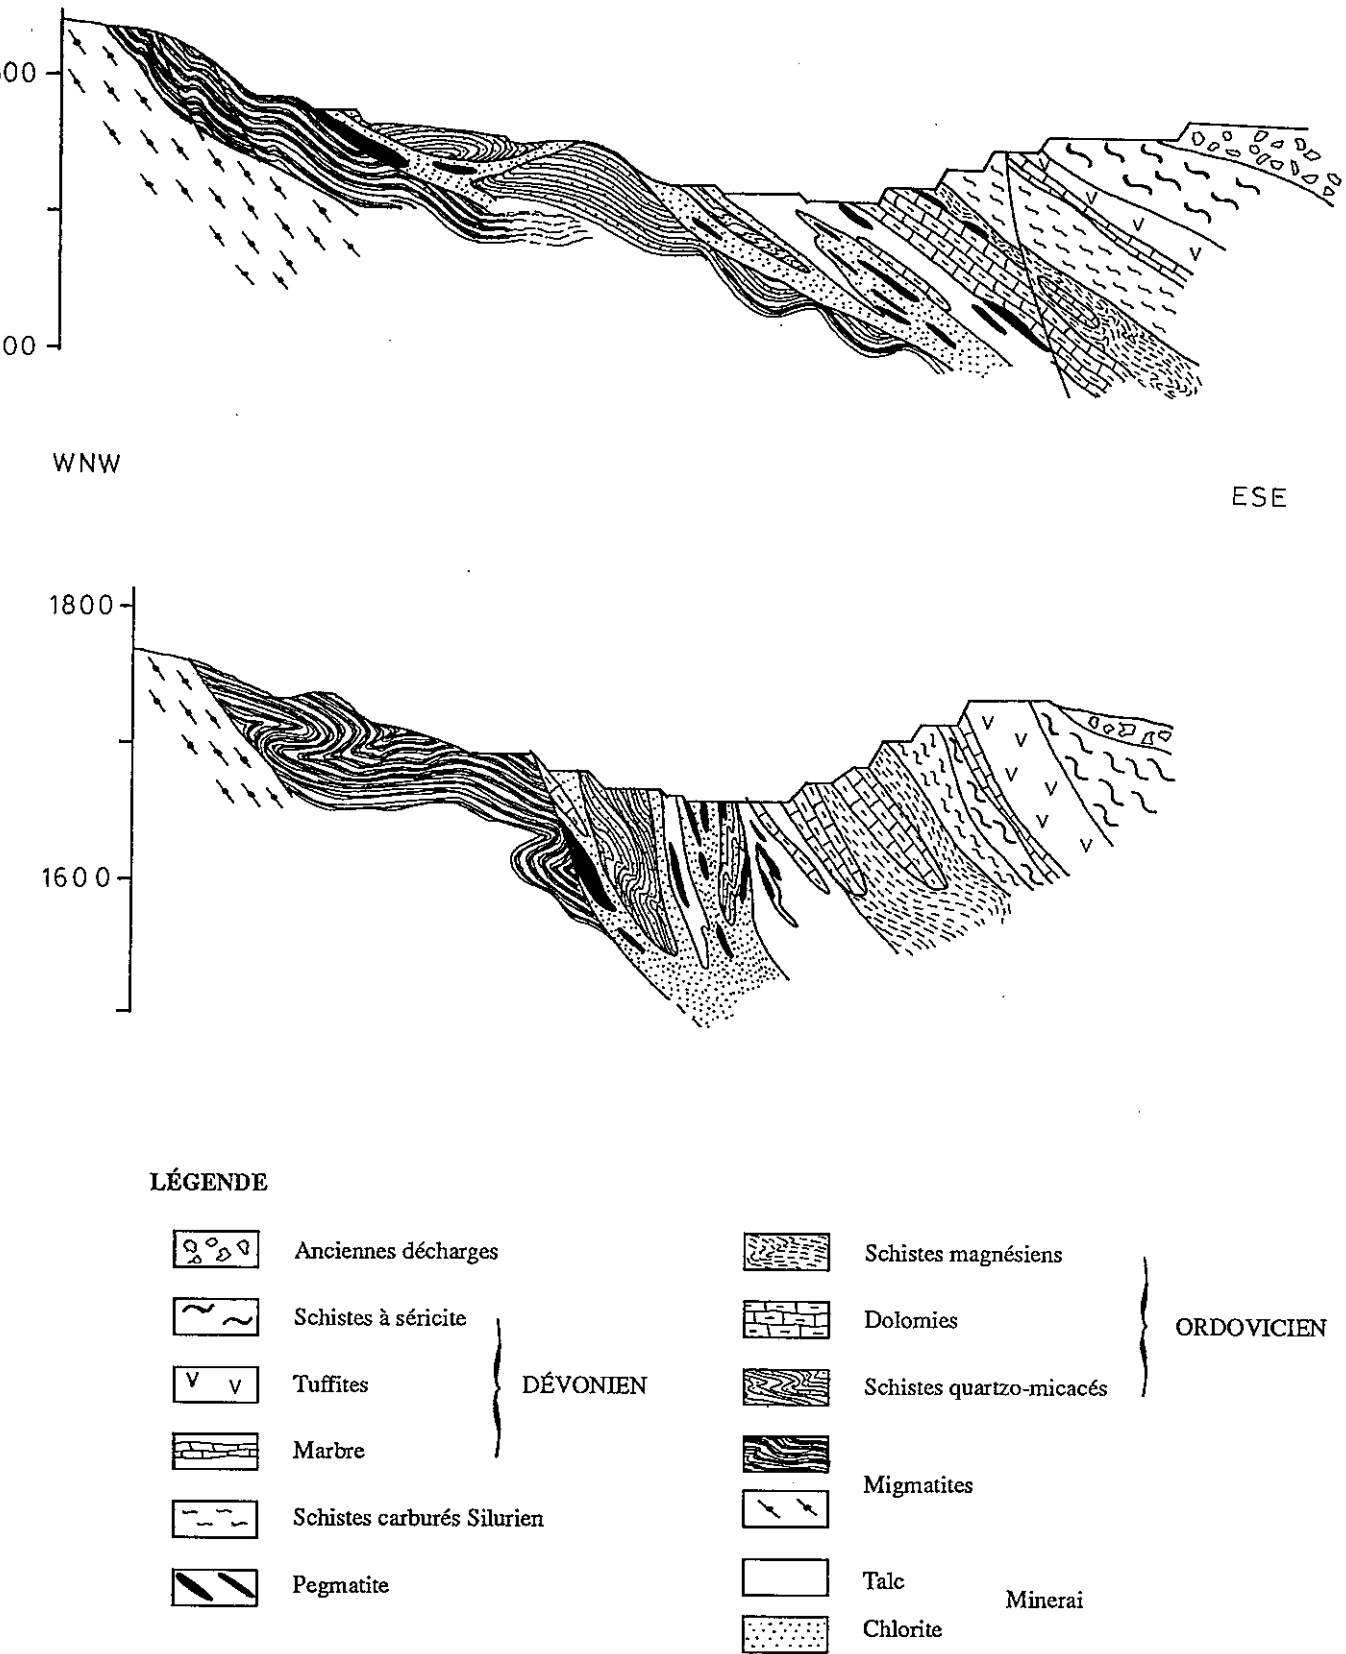 00
00
WNW
ESE
1800
1600
LÉGENDE
Anciennes décharges
Schistes à séricite
Tuffites
Marbre
DÉVONIEN
Schistes carburés Silurien
Pegmatite
Schistes magnésiens
Dolomies
Schistes quartzo-micacés
ORDOVICIEN
Migmatites
Talc
Chlorite
Minerai